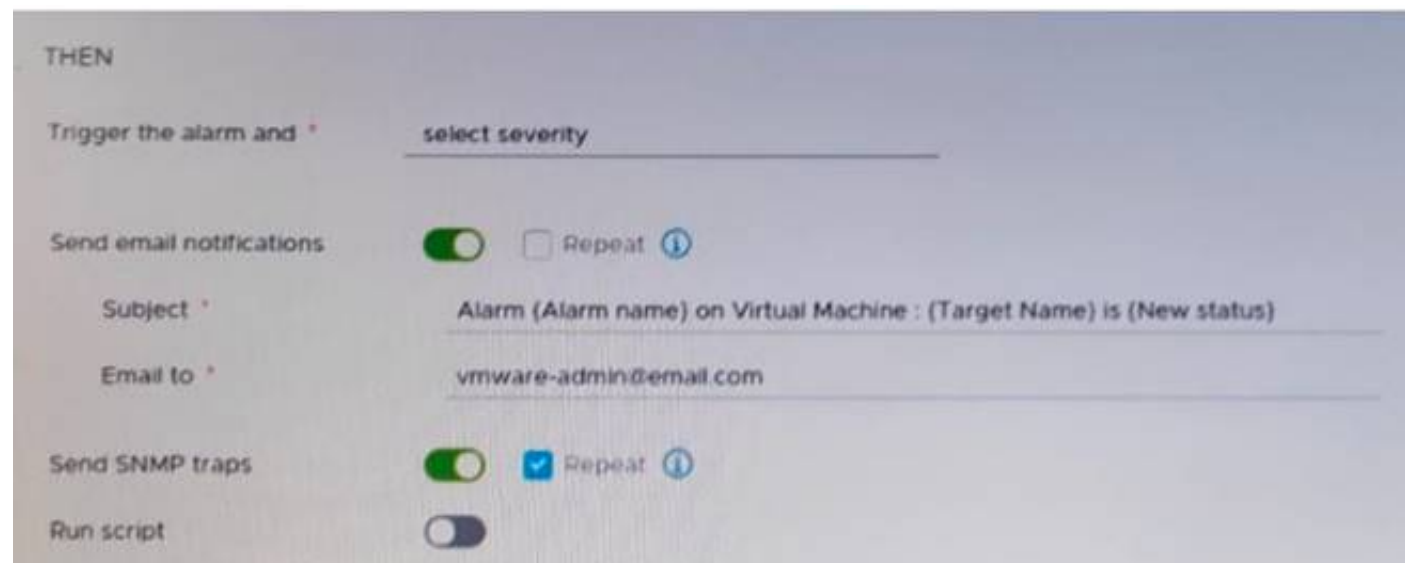 THEN
Trigger the alarm and * select severity
Send email notifications Repeat
Subject * Alarm {Alarm name} on Virtual Machine : {Target Name} is {New status}
Email to * vmware-admin@email.com
Send SNMP traps Repeat
Run script